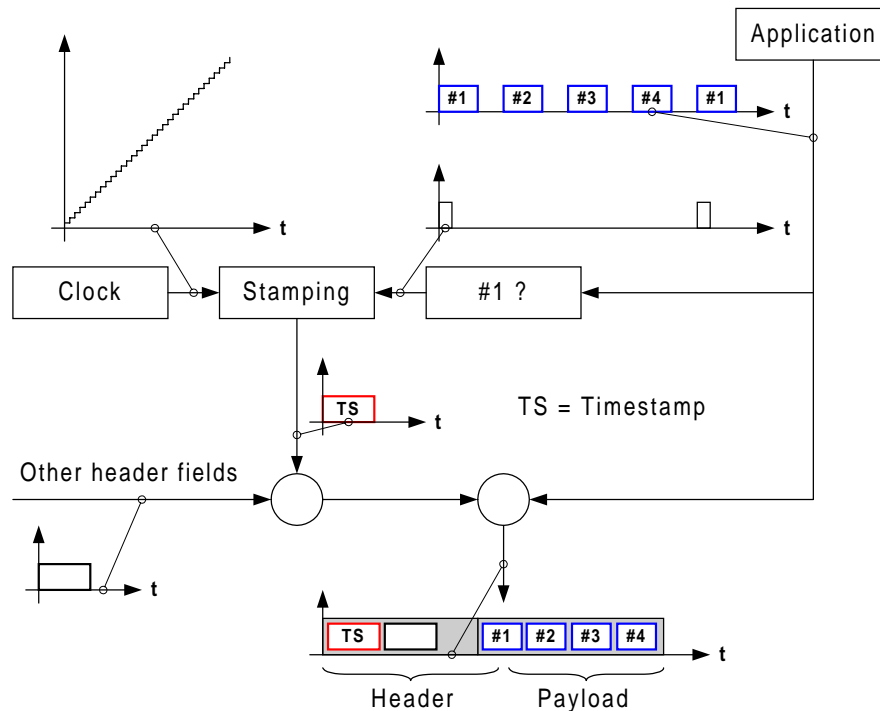 Application
#1 #2 #3 #4 #1
t
t
t
Clock
Stamping
#1 ?
TS
t
TS = Timestamp
Other header fields
t
TS #1 #2 #3 #4
t
Header
Payload